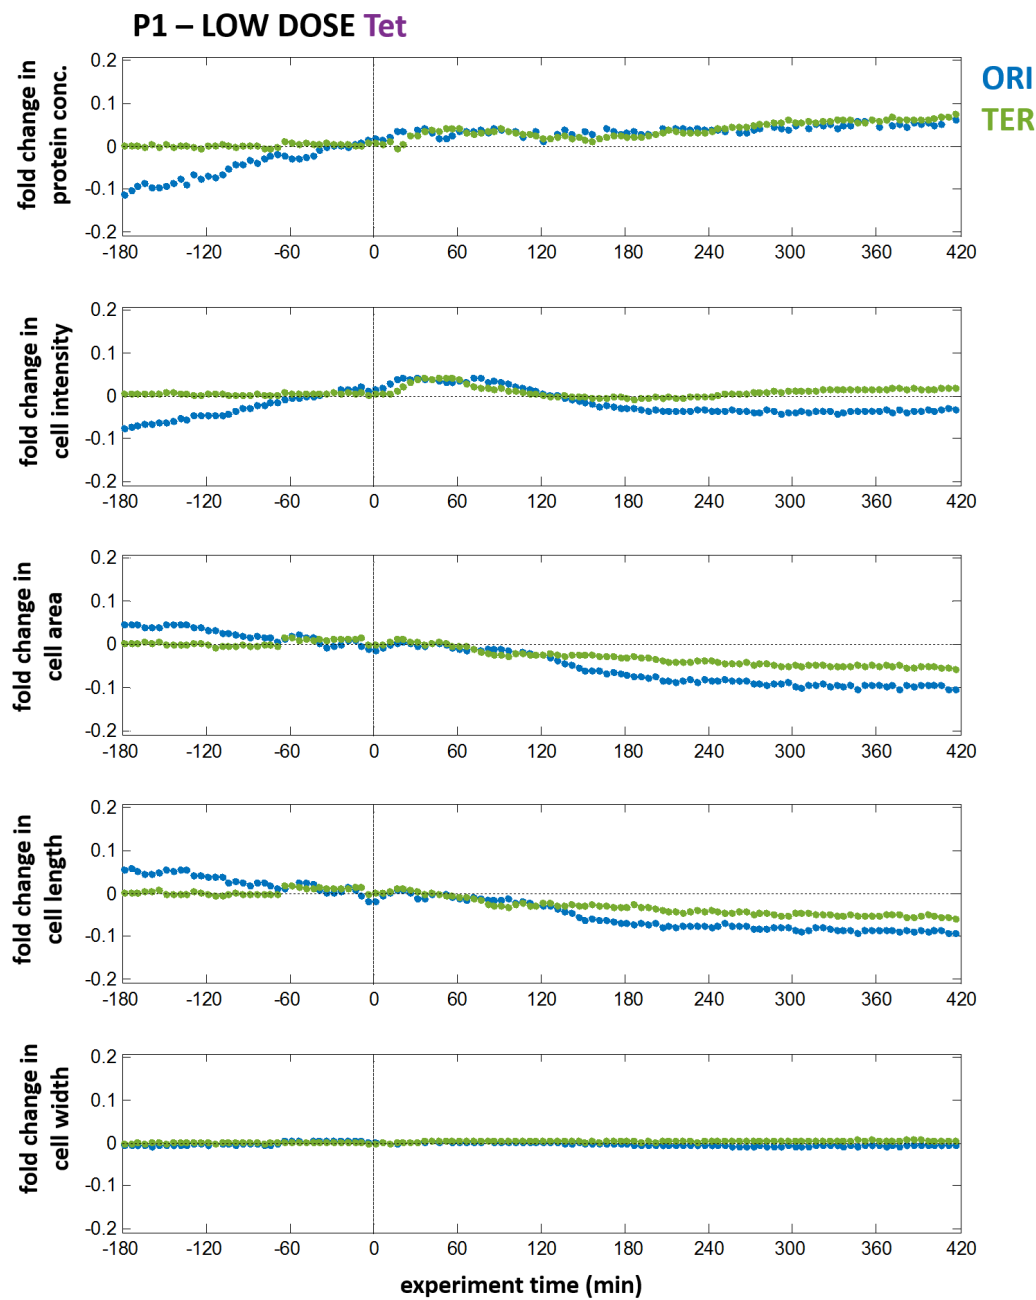 P1 – LOW DOSE Tet
ORI
TER
fold change in
protein conc.
0.2
0.1
0
-0.1
-0.2
-180 -120 -60 0 60 120 180 240 300 360 420
fold change in
cell intensity
0.2
0.1
0
-0.1
-0.2
-180 -120 -60 0 60 120 180 240 300 360 420
fold change in
cell area
0.2
0.1
0
-0.1
-0.2
-180 -120 -60 0 60 120 180 240 300 360 420
fold change in
cell length
0.2
0.1
0
-0.1
-0.2
-180 -120 -60 0 60 120 180 240 300 360 420
fold change in
cell width
0.2
0.1
0
-0.1
-0.2
-180 -120 -60 0 60 120 180 240 300 360 420
experiment time (min)